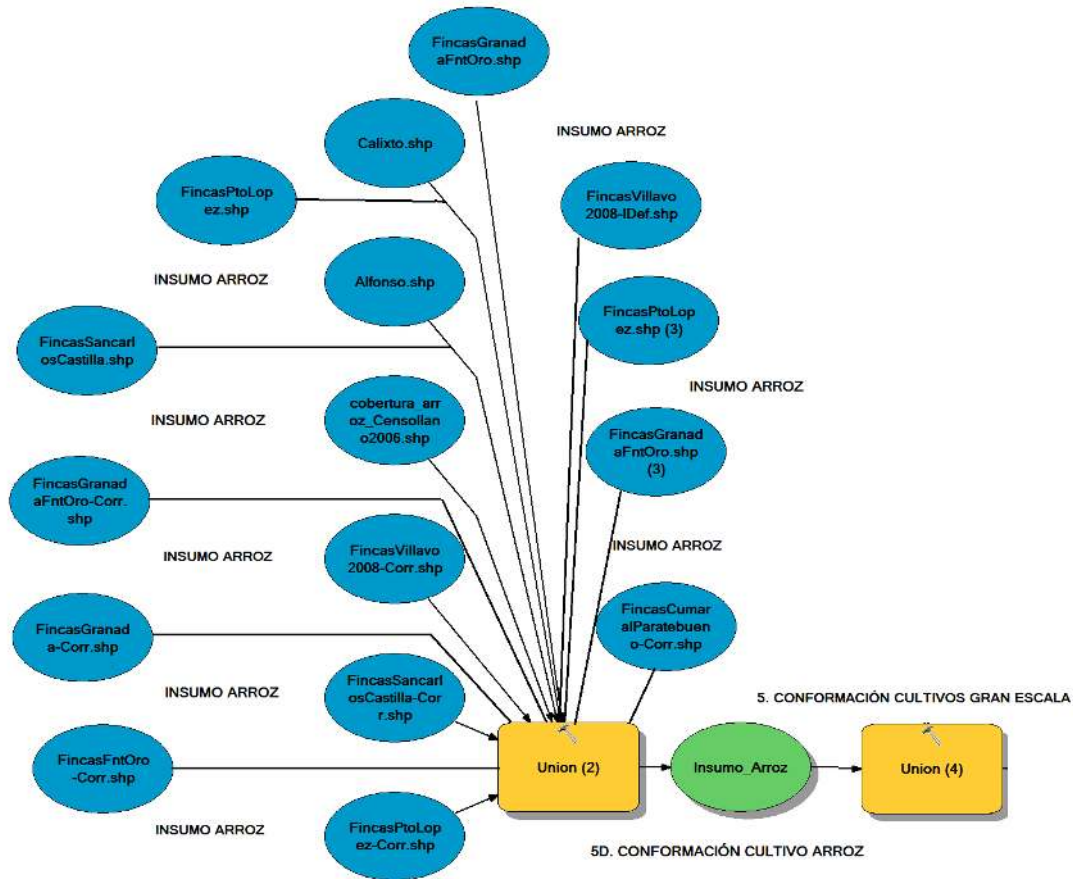 FincasGranad
aFntOro.shp
Calixto.shp
INSUMO ARROZ
FincasPtoLop
ez.shp
FincasVillavo
2008-IDef.shp
INSUMO ARROZ
Alfonso.shp
FincasPtoLop
ez.shp (3)
FincasSancarl
osCastilla.shp
INSUMO ARROZ
cobertura_arr
oz_Censollan
o2006.shp
INSUMO ARROZ
FincasGranad
aFntOro.shp
(3)
FincasGranad
aFntOro-Corr.
shp
INSUMO ARROZ
FincasVillavo
2008-Corr.shp
INSUMO ARROZ
FincasGranad
a-Corr.shp
FincasCumar
alParatebuen
o-Corr.shp
INSUMO ARROZ
FincasSancarl
osCastilla-Cor
r.shp
5. CONFORMACIÓN CULTIVOS GRAN ESCALA
FincasFntOro
-Corr.shp
Union (2)
Insumo_Arroz
Union (4)
INSUMO ARROZ
FincasPtoLop
ez-Corr.shp
5D. CONFORMACIÓN CULTIVO ARROZ